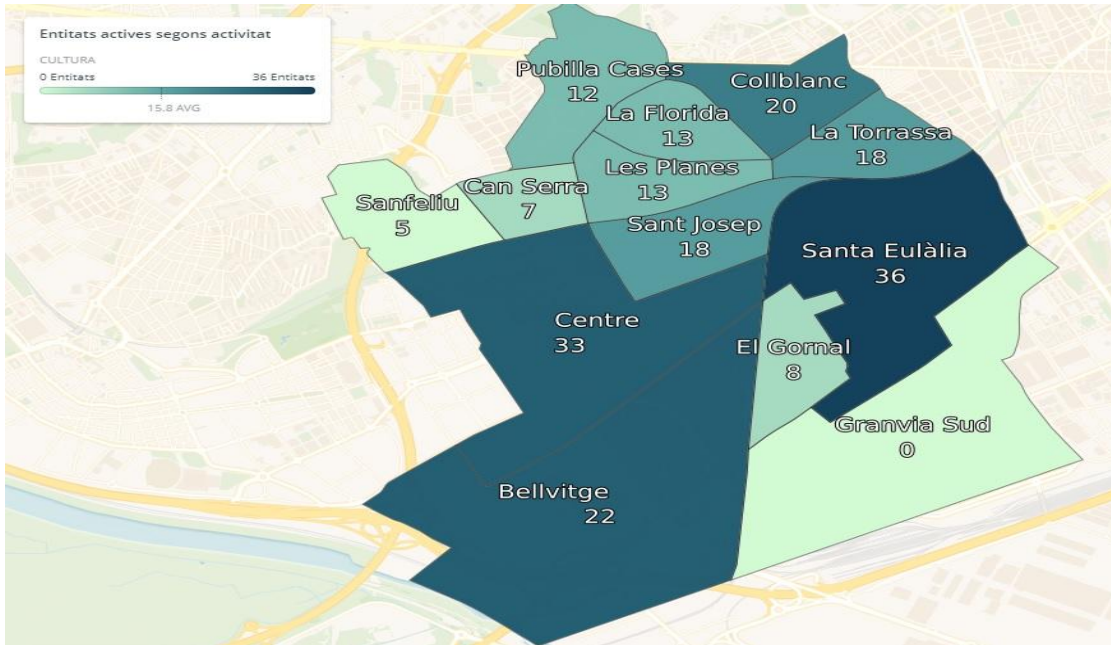 Entitats actives segons activitat
CULTURA
0 Entitats 36 Entitats
15.8 AVG
Pubilla Cases
12
Collblanc
20
La Florida
13
La Torrassa
18
Les Planes
13
Can Serra
7
Sanfeliu
5
Sant Josep
18
Santa Eulàlia
36
Centre
33
El Gornal
8
Granvia Sud
0
Bellvitge
22